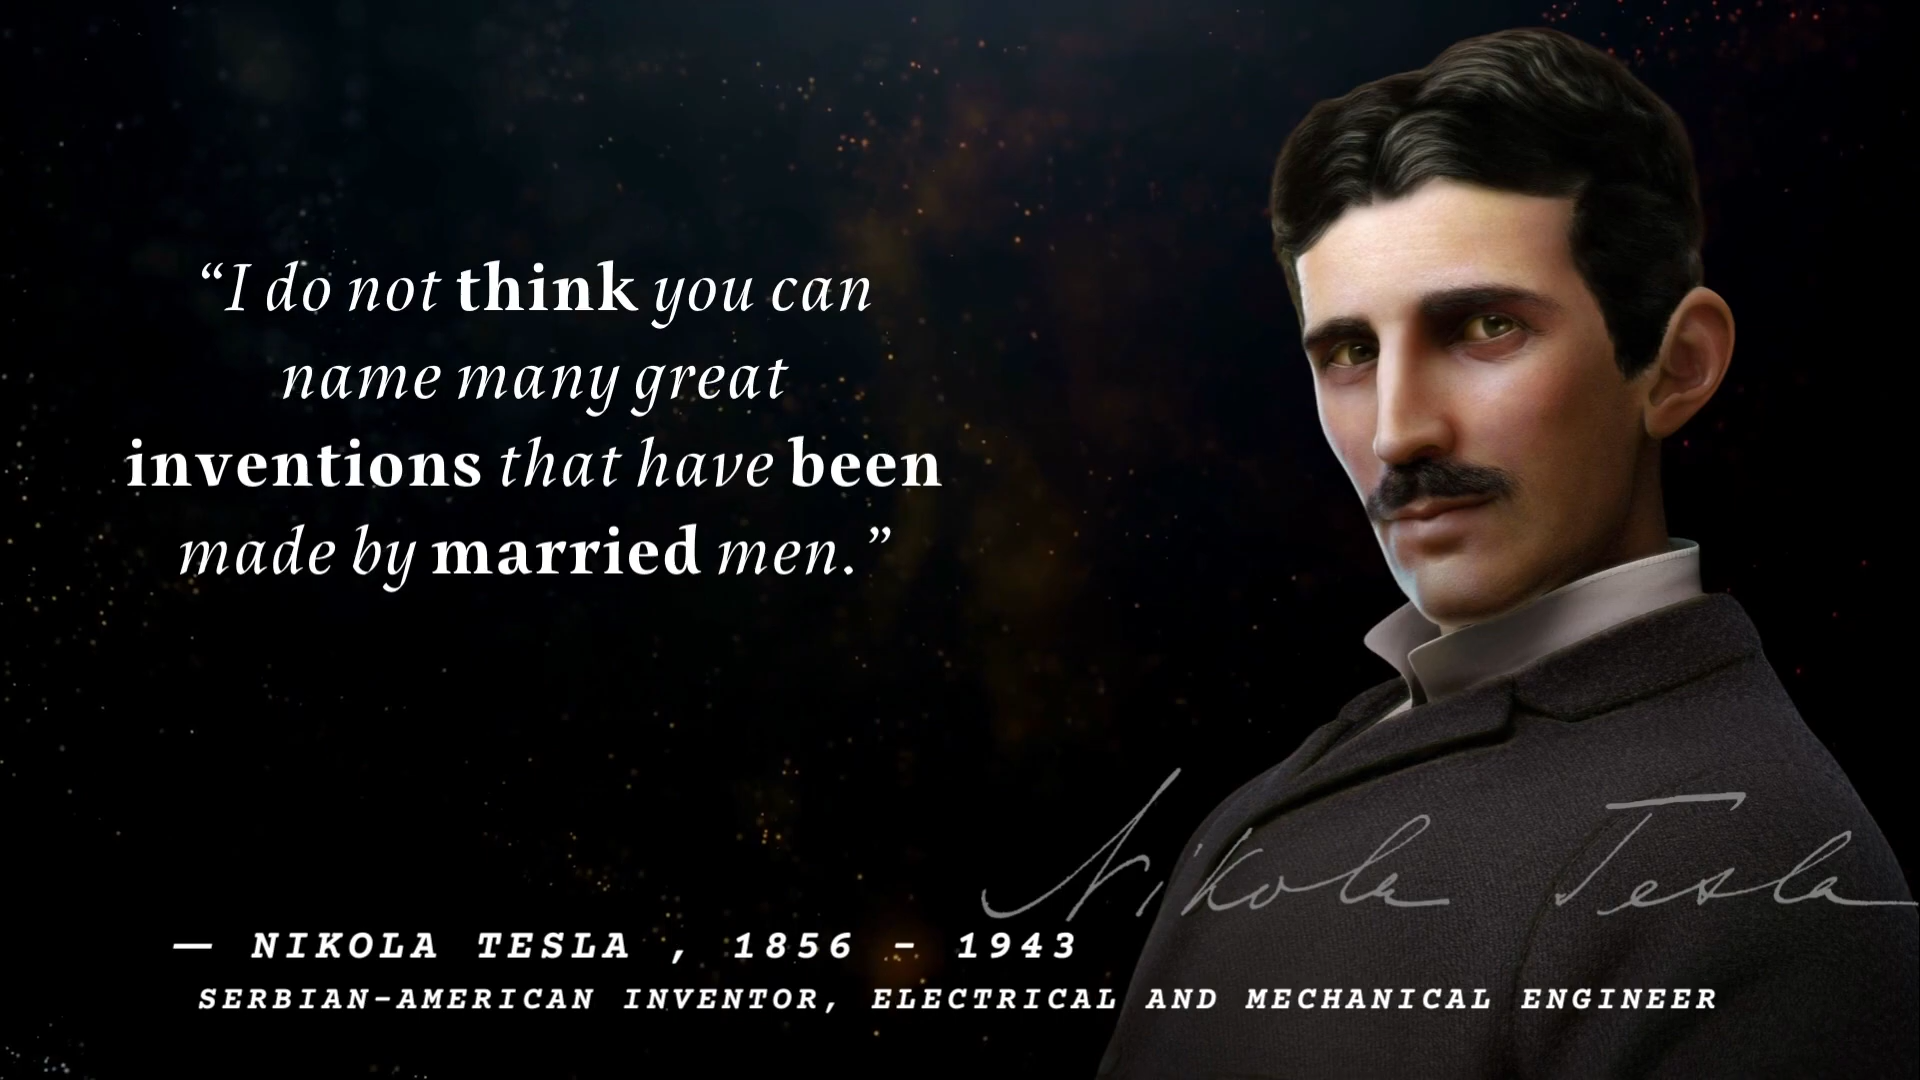 “I do not think you can
name many great
inventions that have been
made by married men.”
Nikola Tesla
— NIKOLA TESLA , 1856 – 1943
SERBIAN-AMERICAN INVENTOR, ELECTRICAL AND MECHANICAL ENGINEER